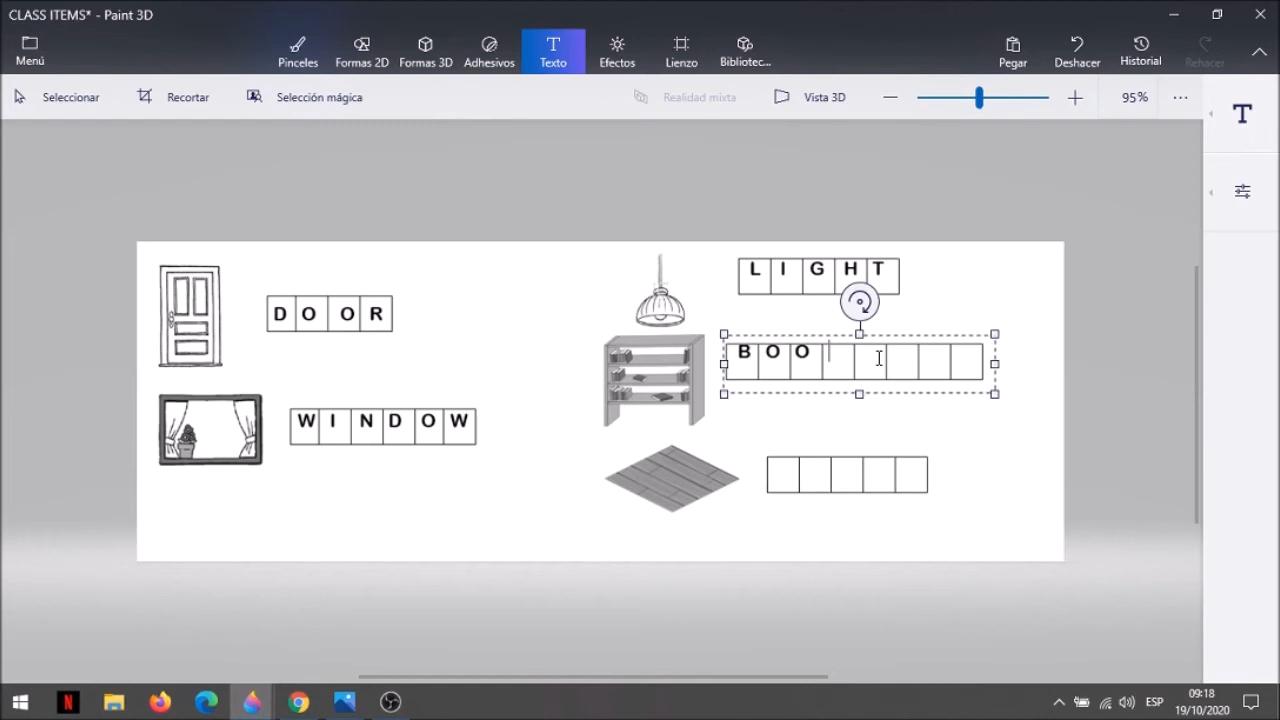 CLASS ITEMS* - Paint 3D
Menú
Pinceles
Formas 2D
Formas 3D
Adhesivos
Texto
Efectos
Lienzo
Bibliotec...
Pegar
Deshacer
Historial
Rehacer
Seleccionar
Recortar
Selección mágica
Realidad mixta
Vista 3D
95%
T
LIGHT
DOOR
BOO
WINDOW
N
ESP
09:18
19/10/2020